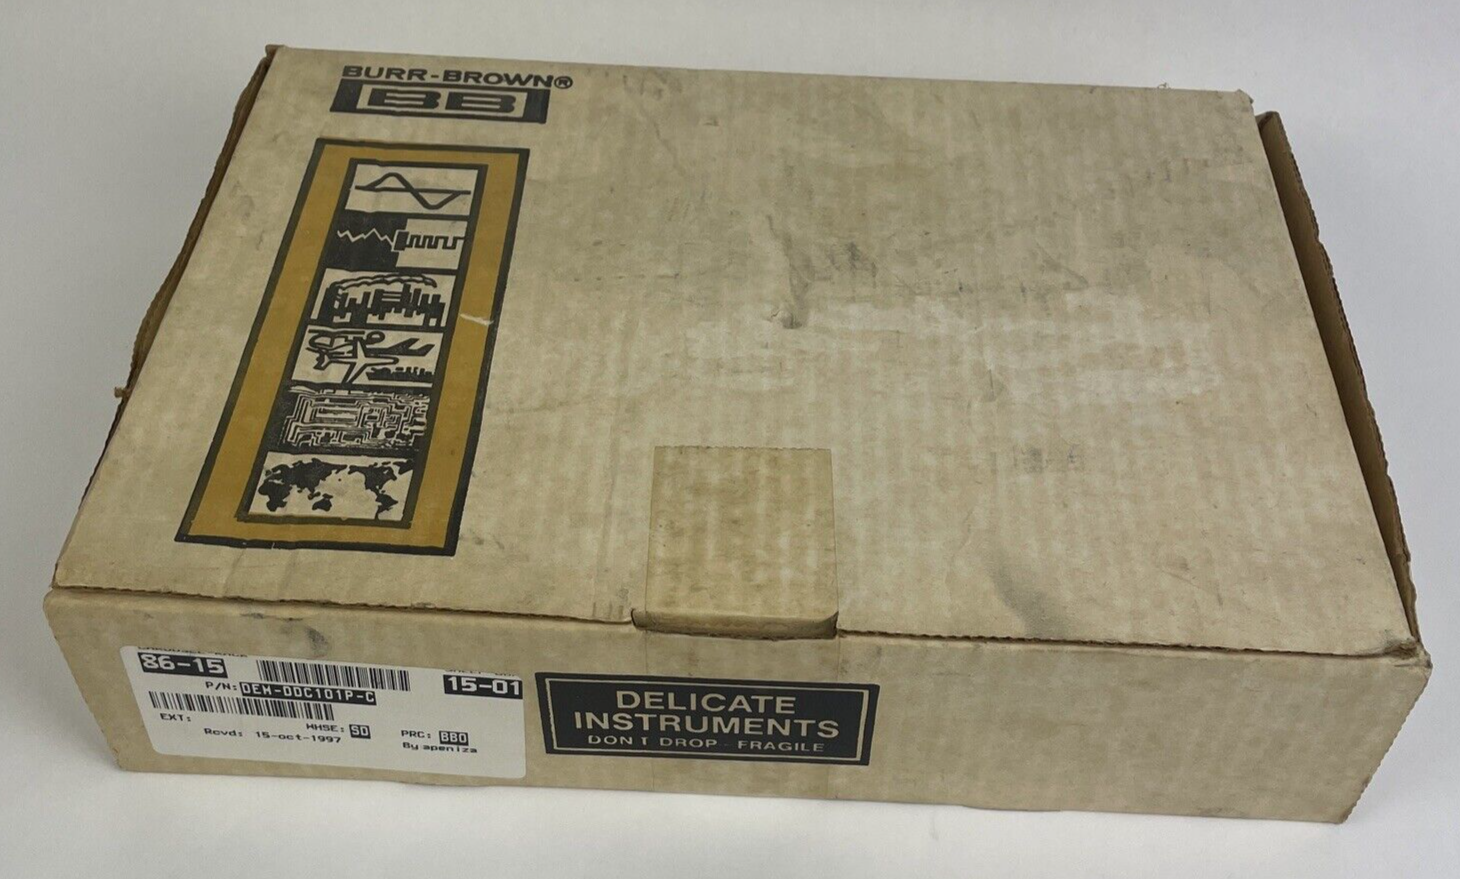 BURR-BROWN®
BB
86-15
15-01
P/N: DEM-DDC101P-C
EXT:
WHSE: SD
PRC: BBO
Rcvd: 15-oct-1997
By apeniza
DELICATE
INSTRUMENTS
DON T DROP - FRAGILE